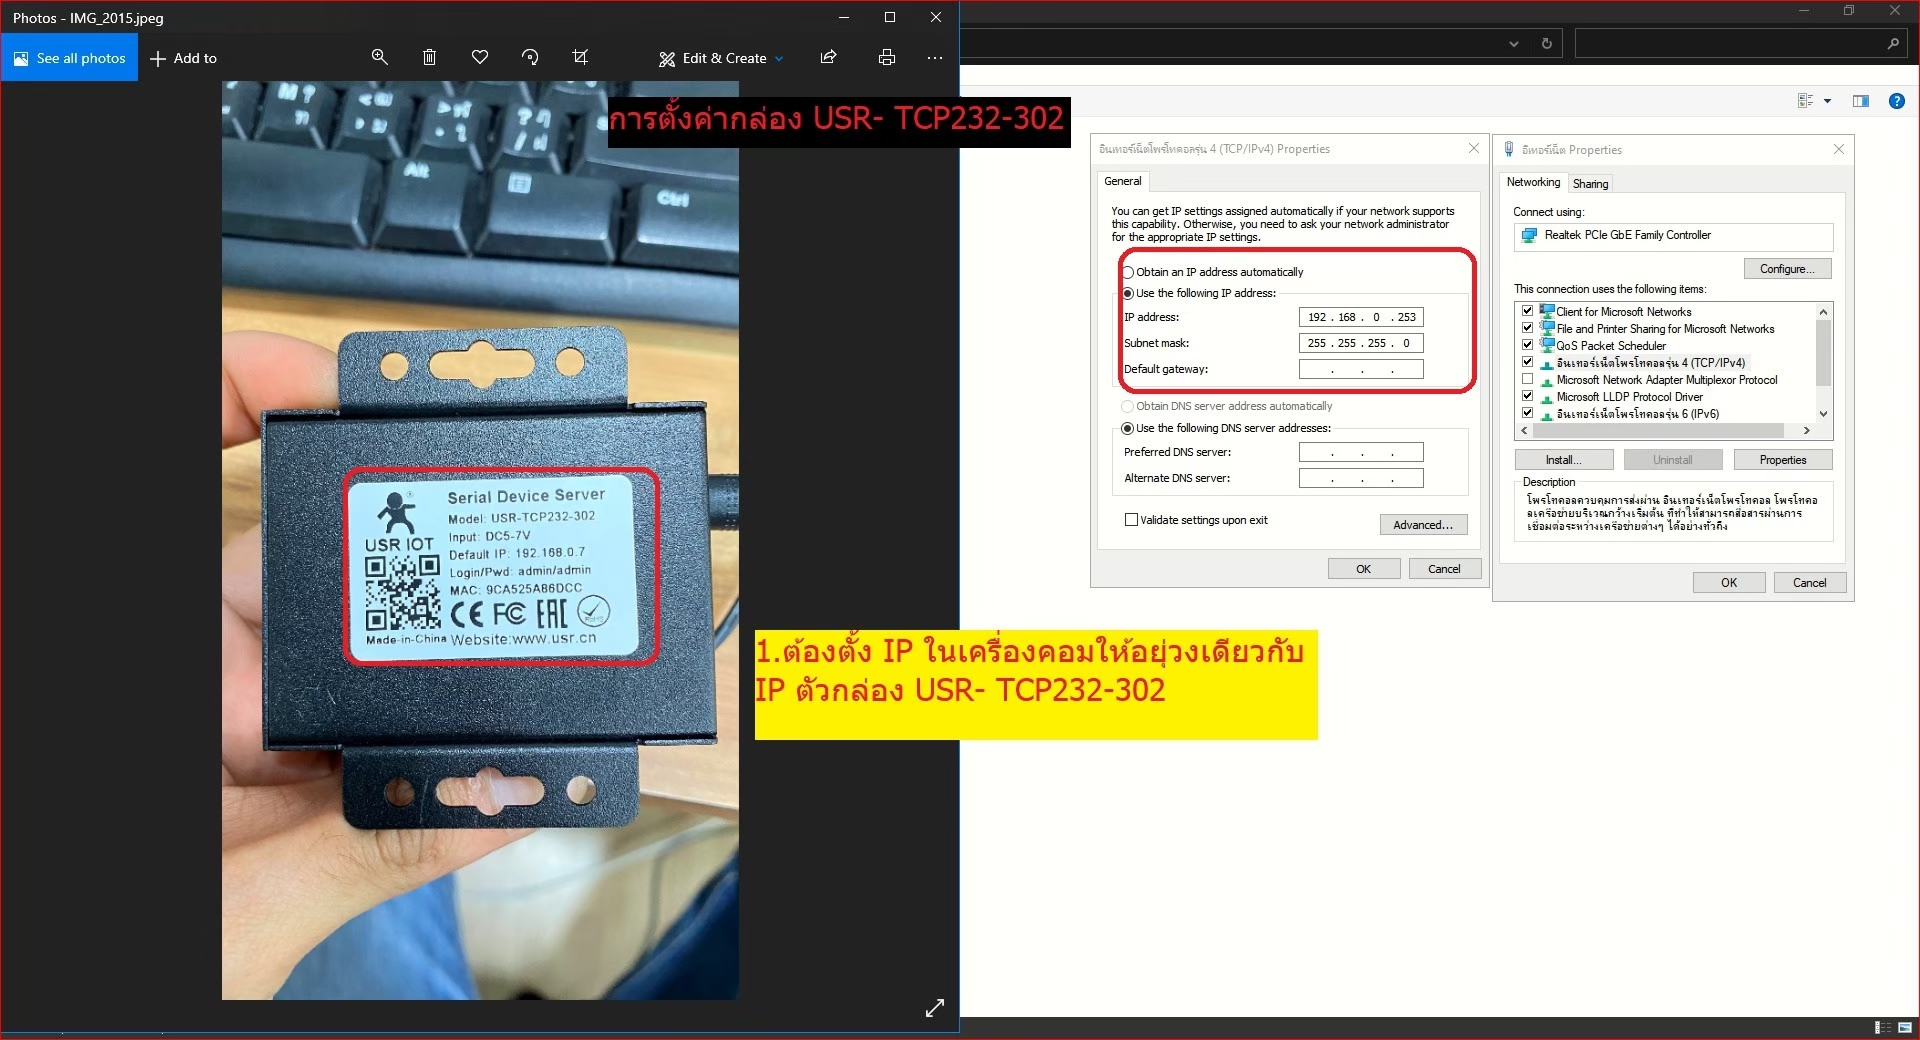 Photos - IMG_2015.jpeg
See all photos
Add to
Edit & Create
การตั้งค่ากล่อง USR- TCP232-302
M ?
Alt
Ctrl
Serial Device Server
Model: USR-TCP232-302
Input: DC5-7V
Default IP: 192.168.0.7
Login/Pwd: admin/admin
MAC: 9CA525A86DCC
USR IOT
CE FC EAC
RoHS
Made-in-China Website:www.usr.cn
1.ต้องตั้ง IP ในเครื่องคอมให้อยุ่วงเดียวกับ
IP ตัวกล่อง USR- TCP232-302
อินเทอร์เน็ตโพรโทคอลรุ่น 4 (TCP/IPv4) Properties
General
You can get IP settings assigned automatically if your network supports
this capability. Otherwise, you need to ask your network administrator
for the appropriate IP settings.
Obtain an IP address automatically
Use the following IP address:
IP address: 192 . 168 . 0 . 253
Subnet mask: 255 . 255 . 255 . 0
Default gateway: . . .
Obtain DNS server address automatically
Use the following DNS server addresses:
Preferred DNS server: . . .
Alternate DNS server: . . .
Validate settings upon exit
Advanced...
OK Cancel
อีเทอร์เน็ต Properties
Networking Sharing
Connect using:
Realtek PCIe GbE Family Controller
Configure...
This connection uses the following items:
Client for Microsoft Networks
File and Printer Sharing for Microsoft Networks
QoS Packet Scheduler
อินเทอร์เน็ตโพรโทคอลรุ่น 4 (TCP/IPv4)
Microsoft Network Adapter Multiplexor Protocol
Microsoft LLDP Protocol Driver
อินเทอร์เน็ตโพรโทคอลรุ่น 6 (IPv6)
Install... Uninstall Properties
Description
โพรโทคอลควบคุมการส่งผ่าน อินเทอร์เน็ตโพรโทคอล โพรโทคอ
ลเครือข่ายบริเวณกว้างเริ่มต้น ที่ทำให้สามารถสื่อสารผ่านการ
เชื่อมต่อระหว่างเครือข่ายต่างๆ ได้อย่างทั่วถึง
OK Cancel